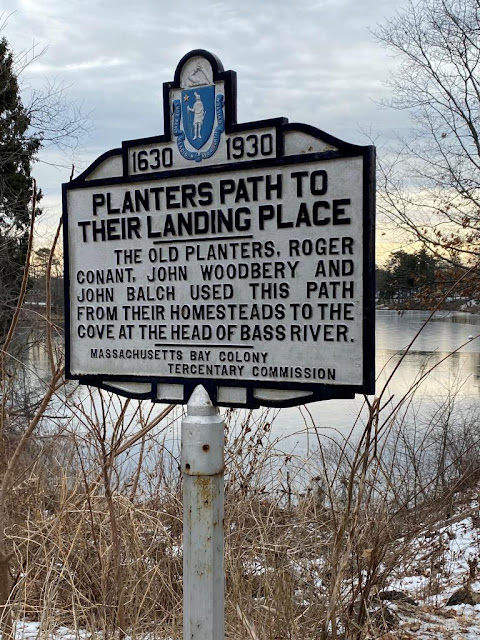 1630 1930
PLANTERS PATH TO
THEIR LANDING PLACE
THE OLD PLANTERS, ROGER
CONANT, JOHN WOODBERY AND
JOHN BALCH USED THIS PATH
FROM THEIR HOMESTEADS TO THE
COVE AT THE HEAD OF BASS RIVER.
MASSACHUSETTS BAY COLONY
TERCENTARY COMMISSION